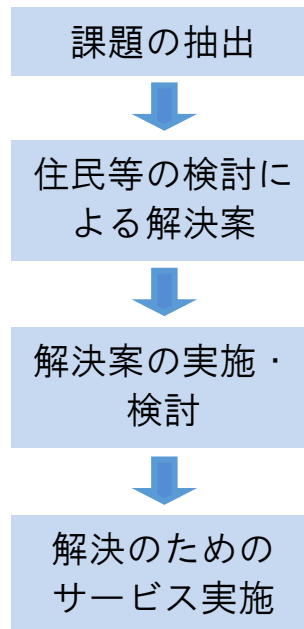 課題の抽出
住民等の検討に
よる解決案
解決案の実施・
検討
解決のための
サービス実施